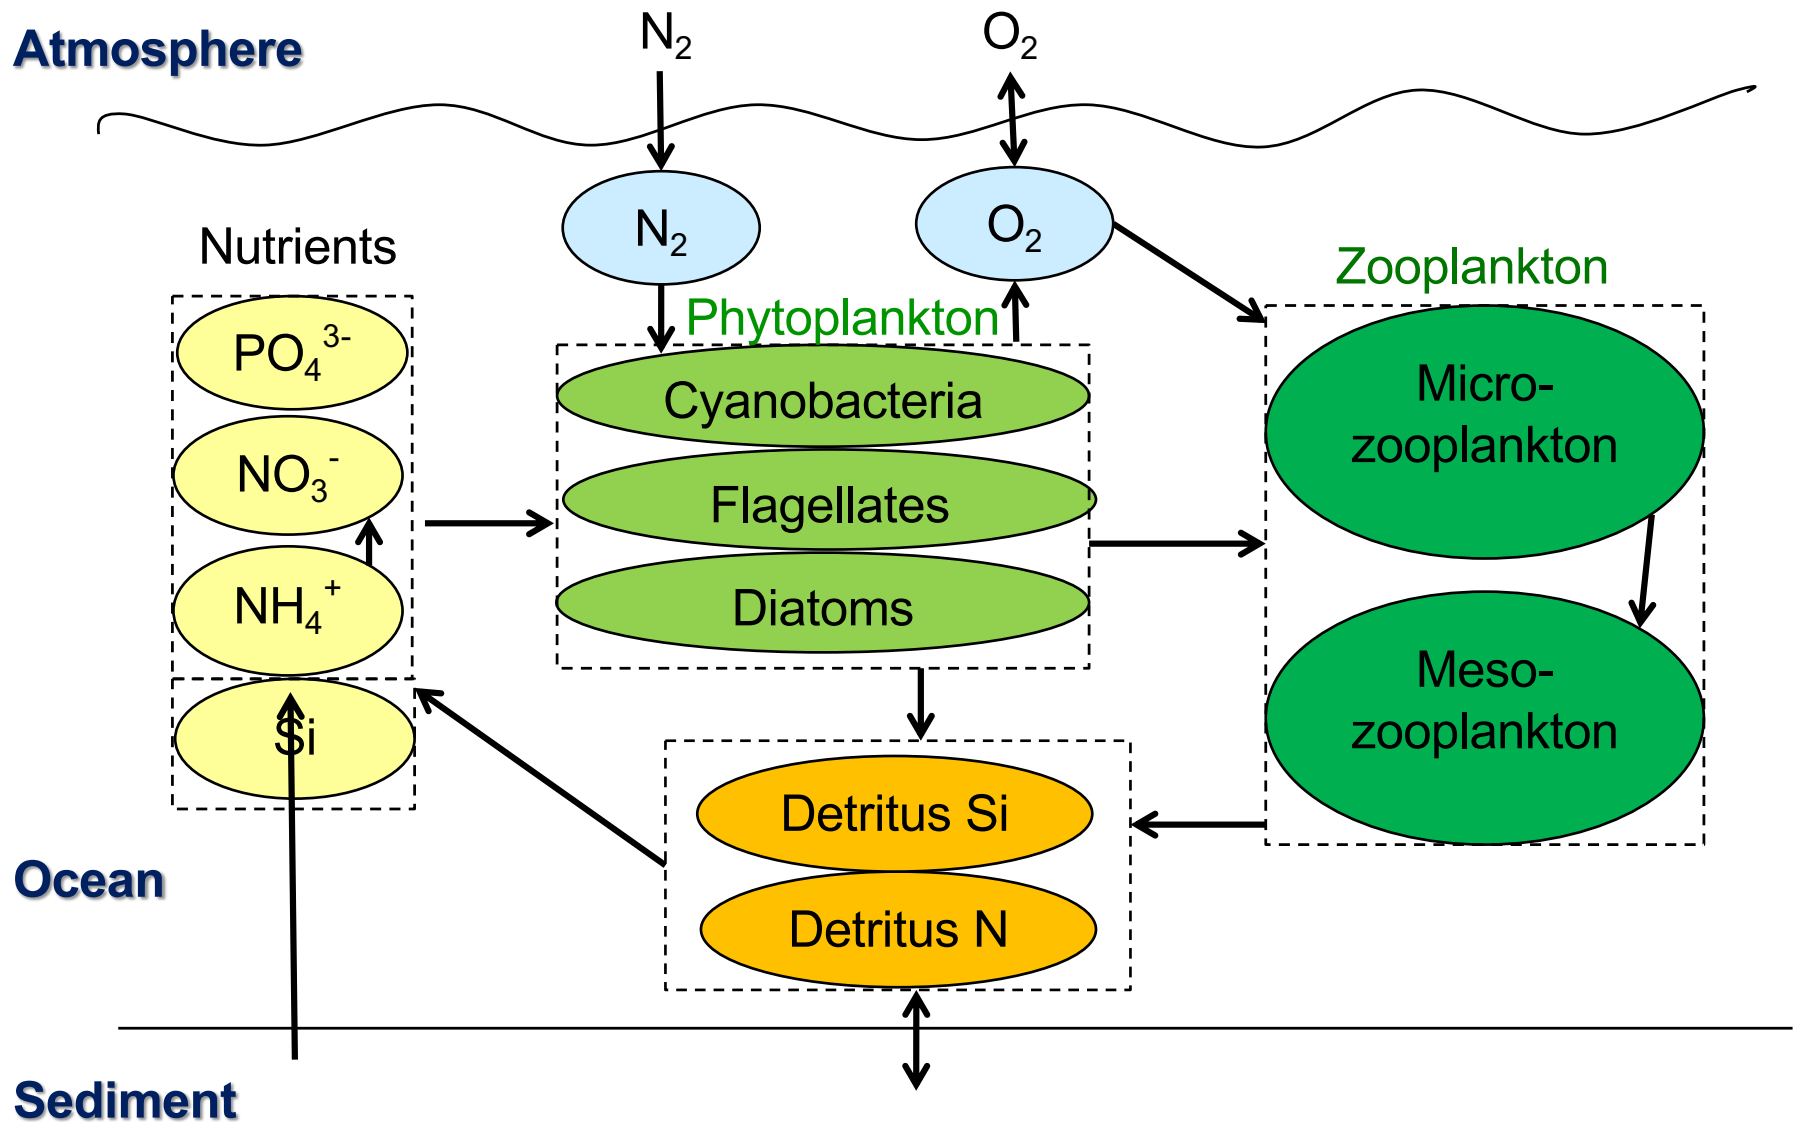 Atmosphere
N₂
O₂
N₂
O₂
Nutrients
PO₄³⁻
NO₃⁻
NH₄⁺
Si
Phytoplankton
Cyanobacteria
Flagellates
Diatoms
Zooplankton
Micro-
zooplankton
Meso-
zooplankton
Detritus Si
Detritus N
Ocean
Sediment